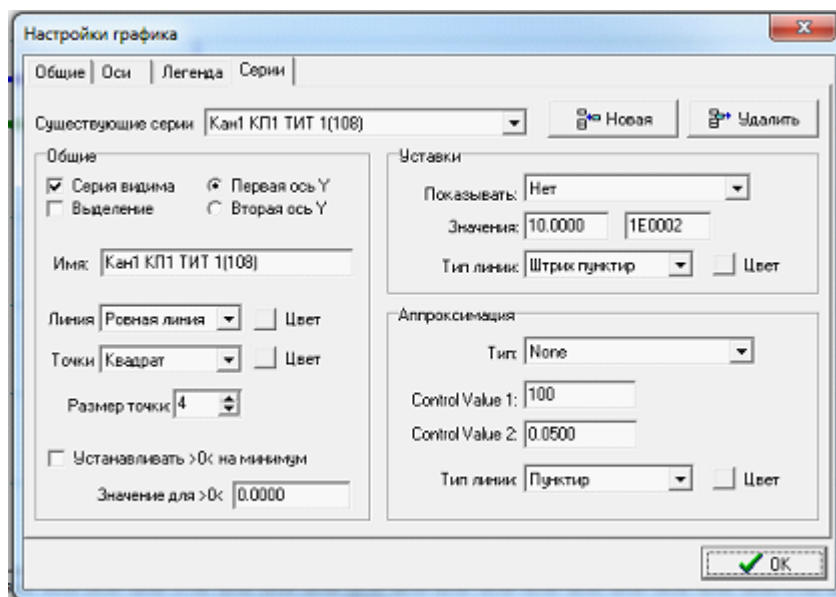 Настройки графика
Общие Оси Легенда Серии
Существующие серии Кан1 КП1 ТИТ 1(108) Новая Удалить
Общие
Серия видима Первая ось Y
Выделение Вторая ось Y
Имя: Кан1 КП1 ТИТ 1(108)
Линия Ровная линия Цвет
Точки Квадрат Цвет
Размер точки: 4
Устанавливать >0< на минимум
Значение для >0< 0.0000
Уставки
Показывать: Нет
Значения: 10.0000 1E0002
Тип линии: Штрих пунктир Цвет
Аппроксимация
Тип: None
Control Value 1: 100
Control Value 2: 0.0500
Тип линии: Пунктир Цвет
OK